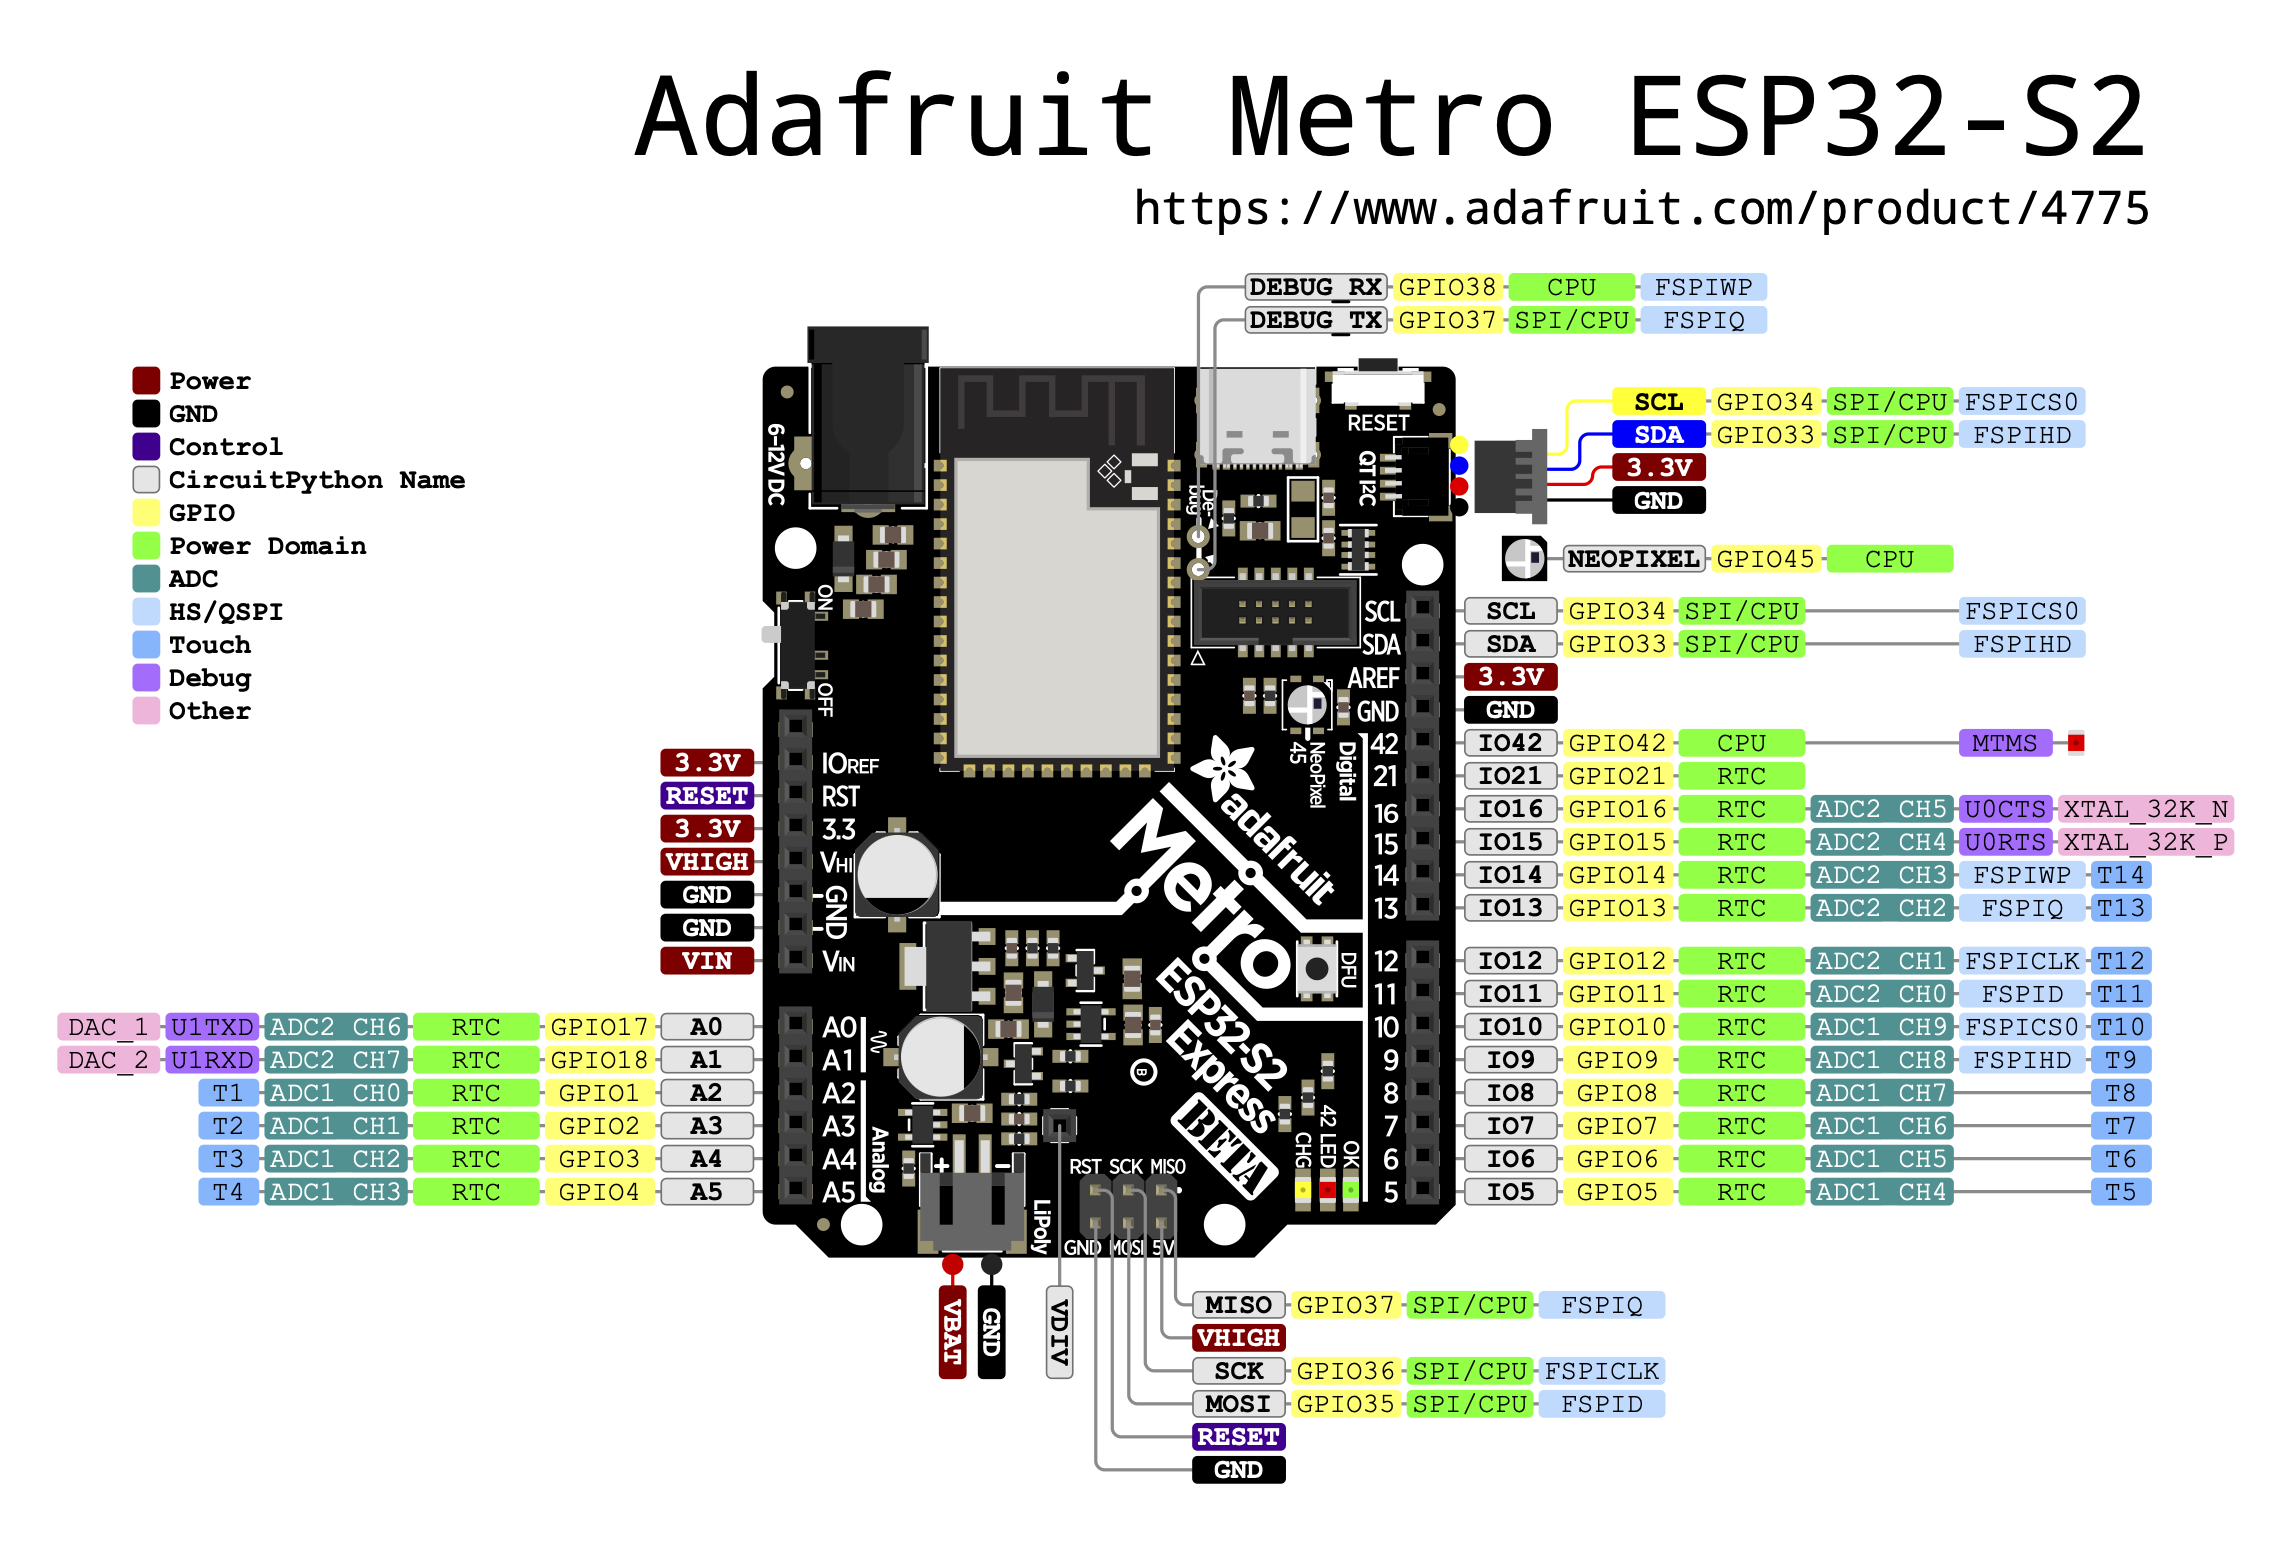 Adafruit Metro ESP32-S2
https://www.adafruit.com/product/4775
DEBUG_RX GPIO38 CPU FSPIWP
DEBUG_TX GPIO37 SPI/CPU FSPIQ
Power
GND
Control
CircuitPython Name
GPIO
Power Domain
ADC
HS/QSPI
Touch
Debug
Other
SCL GPIO34 SPI/CPU FSPICS0
SDA GPIO33 SPI/CPU FSPIHD
3.3V
GND
NEOPIXEL GPIO45 CPU
SCL GPIO34 SPI/CPU FSPICS0
SDA GPIO33 SPI/CPU FSPIHD
3.3V
GND
IO42 GPIO42 CPU MTMS
IO21 GPIO21 RTC
IO16 GPIO16 RTC ADC2 CH5 U0CTS XTAL_32K_N
IO15 GPIO15 RTC ADC2 CH4 U0RTS XTAL_32K_P
IO14 GPIO14 RTC ADC2 CH3 FSPIWP T14
IO13 GPIO13 RTC ADC2 CH2 FSPIQ T13
IO12 GPIO12 RTC ADC2 CH1 FSPICLK T12
IO11 GPIO11 RTC ADC2 CH0 FSPID T11
IO10 GPIO10 RTC ADC1 CH9 FSPICS0 T10
IO9 GPIO9 RTC ADC1 CH8 FSPIHD T9
IO8 GPIO8 RTC ADC1 CH7 T8
IO7 GPIO7 RTC ADC1 CH6 T7
IO6 GPIO6 RTC ADC1 CH5 T6
IO5 GPIO5 RTC ADC1 CH4 T5
3.3V
RESET
3.3V
VHIGH
GND
GND
VIN
DAC_1 U1TXD ADC2 CH6 RTC GPIO17 A0
DAC_2 U1RXD ADC2 CH7 RTC GPIO18 A1
T1 ADC1 CH0 RTC GPIO1 A2
T2 ADC1 CH1 RTC GPIO2 A3
T3 ADC1 CH2 RTC GPIO3 A4
T4 ADC1 CH3 RTC GPIO4 A5
6-12V DC
ON
OFF
RESET
QT I2C
De-
bug
SCL
SDA
AREF
GND
42
21
16
15
14
13
12
11
10
9
8
7
6
5
Digital
NeoPixel
45
IOREF
RST
3.3
VHI
GND
VIN
A0
A1
A2
A3
A4
A5
Analog
adafruit
Metro
ESP32-S2
Express
BETA
DFU
B
CHG
42 LED
OK
+ -
LiPoly
RST SCK MISO
GND MOSI 5V
VBAT
GND
VDIV
MISO GPIO37 SPI/CPU FSPIQ
VHIGH
SCK GPIO36 SPI/CPU FSPICLK
MOSI GPIO35 SPI/CPU FSPID
RESET
GND